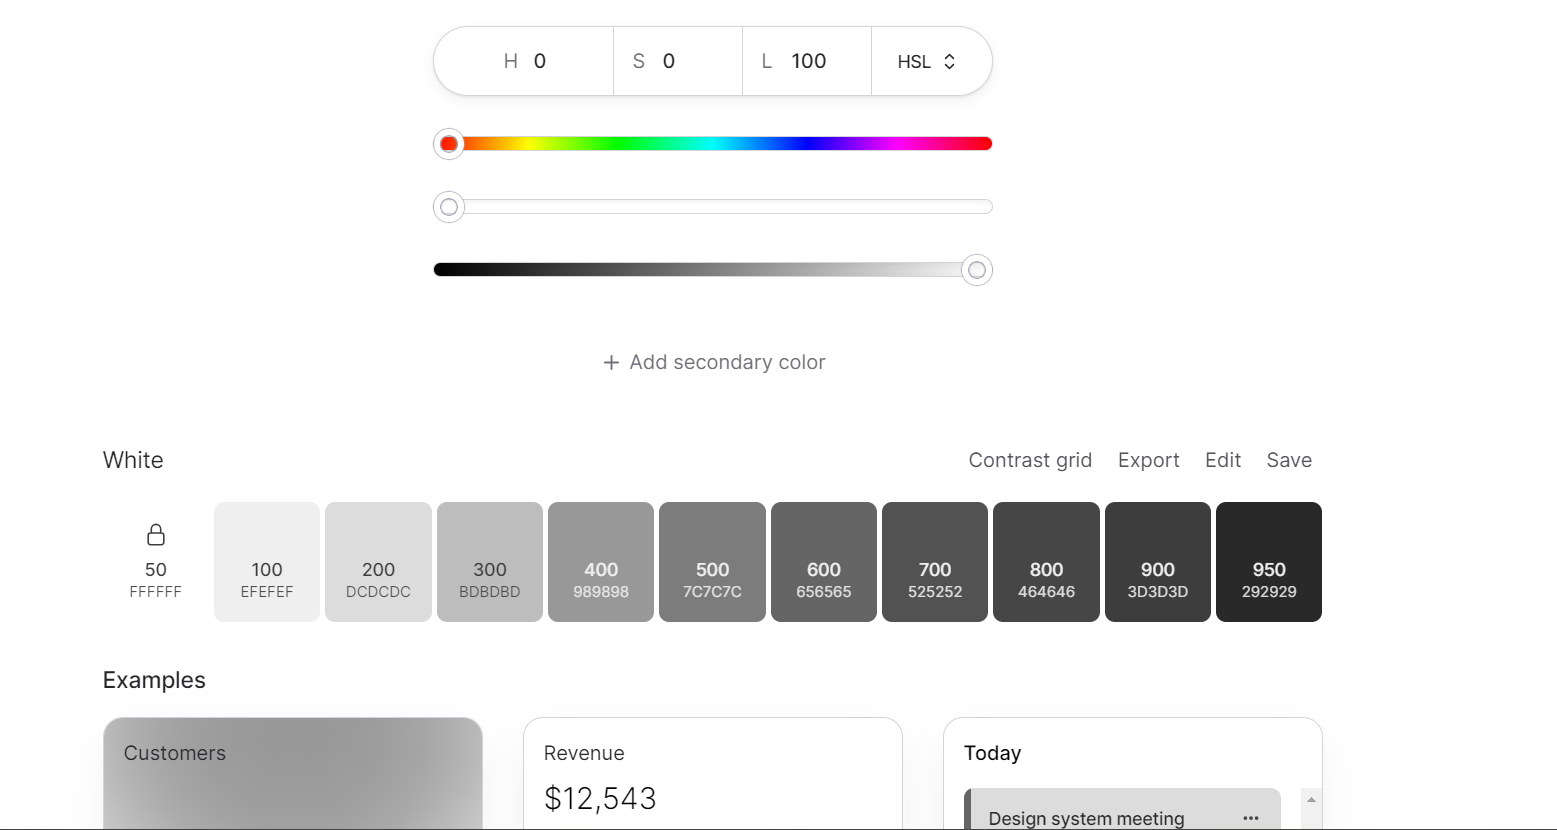 H 0 S 0 L 100 HSL
Add secondary color
White Contrast grid Export Edit Save
50 100 200 300 400 500 600 700 800 900 950
FFFFFF EFEFEF DCDCDC BDBDBD 989898 7C7C7C 656565 525252 464646 3D3D3D 292929
Examples
Customers Revenue Today
$12,543
Design system meeting